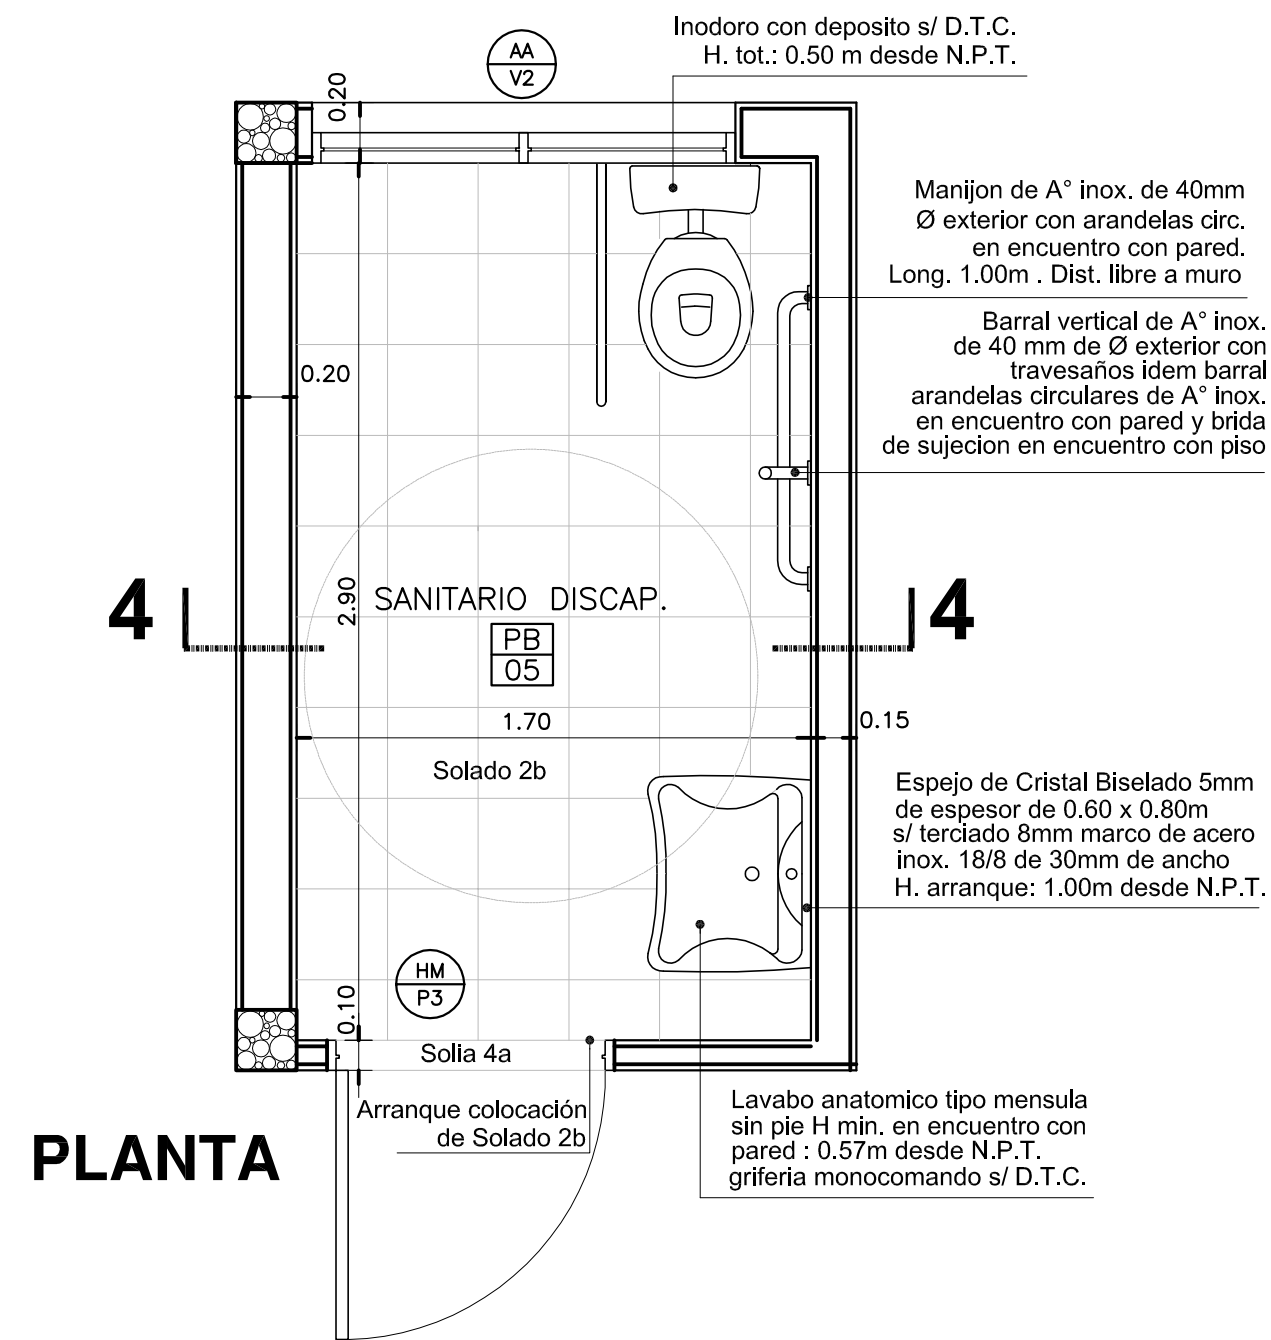 Inodoro con deposito s/ D.T.C.
H. tot.: 0.50 m desde N.P.T.
AA
V2
0.20
Manijon de A° inox. de 40mm
Ø exterior con arandelas circ.
en encuentro con pared.
Long. 1.00m . Dist. libre a muro
Barral vertical de A° inox.
de 40 mm de Ø exterior con
travesaños idem barral
arandelas circulares de A° inox.
en encuentro con pared y brida
de sujecion en encuentro con piso
0.20
4
2.90
SANITARIO DISCAP.
4
PB
05
1.70
0.15
Solado 2b
Espejo de Cristal Biselado 5mm
de espesor de 0.60 x 0.80m
s/ terciado 8mm marco de acero
inox. 18/8 de 30mm de ancho
H. arranque: 1.00m desde N.P.T.
HM
P3
0.10
Solia 4a
Arranque colocación
de Solado 2b
Lavabo anatomico tipo mensula
sin pie H min. en encuentro con
pared : 0.57m desde N.P.T.
griferia monocomando s/ D.T.C.
PLANTA